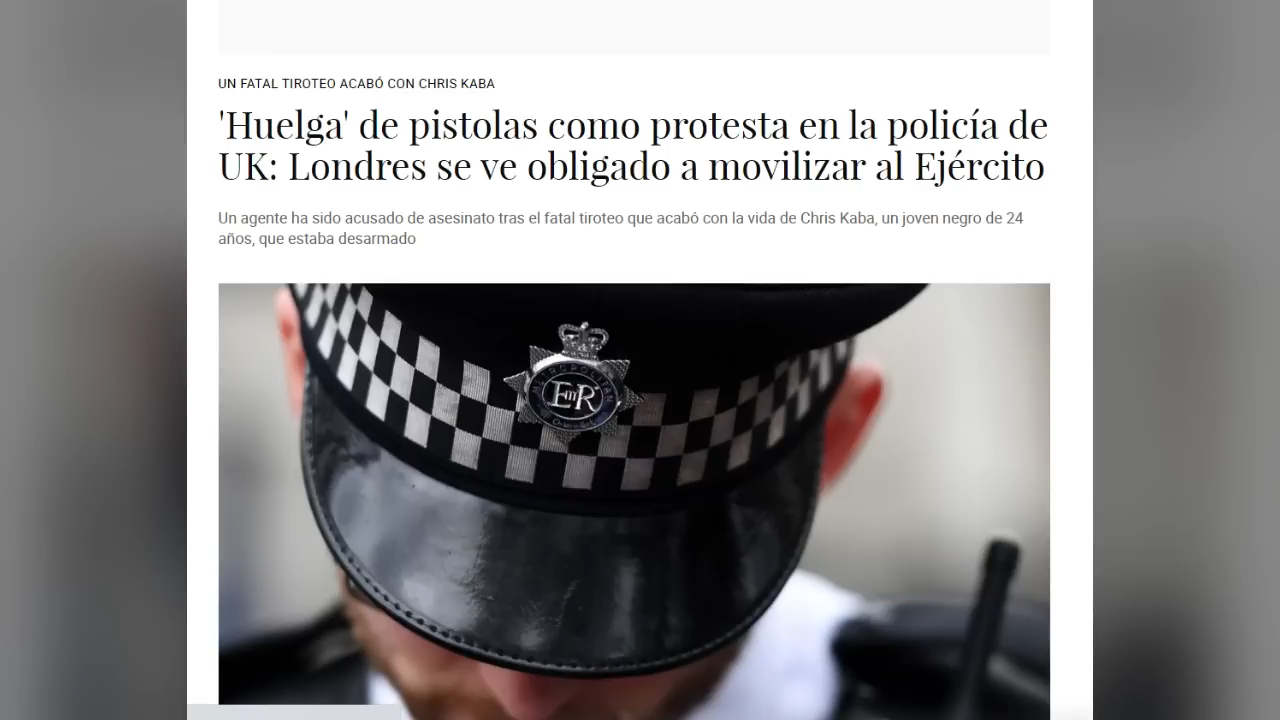 UN FATAL TIROTEO ACABÓ CON CHRIS KABA
'Huelga' de pistolas como protesta en la policía de
UK: Londres se ve obligado a movilizar al Ejército
Un agente ha sido acusado de asesinato tras el fatal tiroteo que acabó con la vida de Chris Kaba, un joven negro de 24
años, que estaba desarmado
EIIR